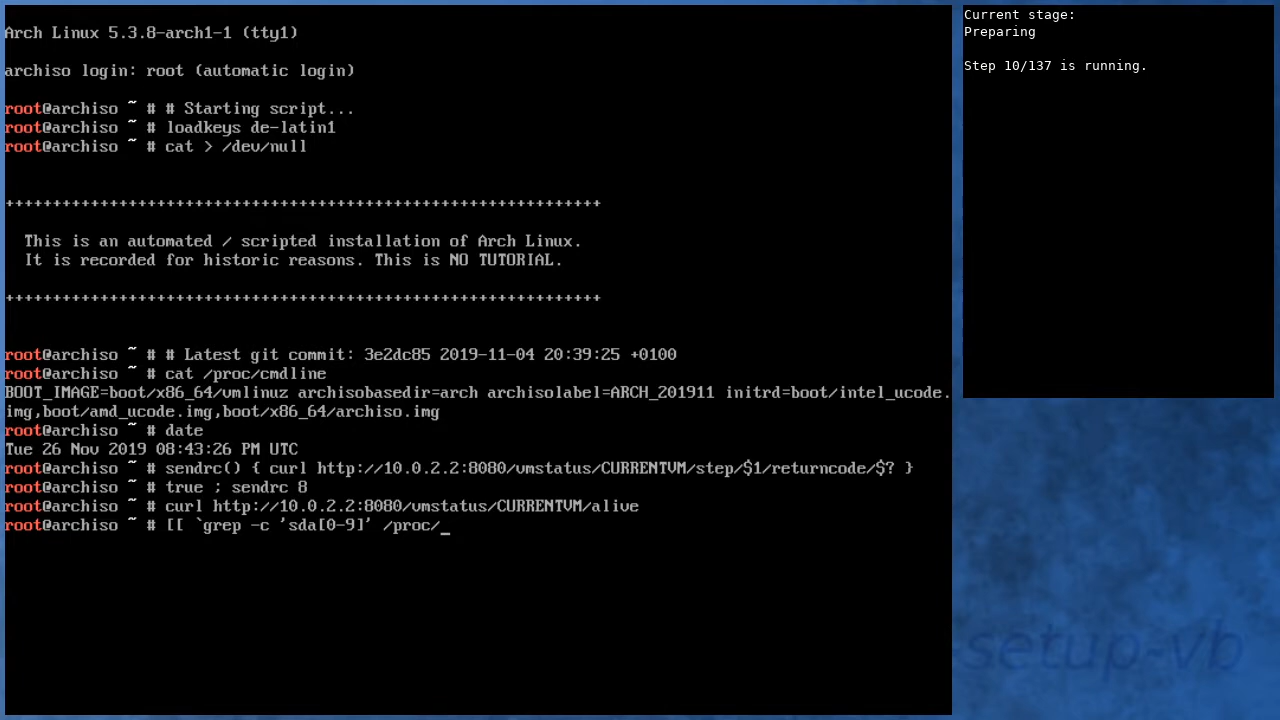 Arch Linux 5.3.8-arch1-1 (tty1)
archiso login: root (automatic login)
root@archiso ~ # # Starting script...
root@archiso ~ # loadkeys de-latin1
root@archiso ~ # cat > /dev/null
+++++++++++++++++++++++++++++++++++++++++++++++++++++++++++++++
This is an automated / scripted installation of Arch Linux.
It is recorded for historic reasons. This is NO TUTORIAL.
+++++++++++++++++++++++++++++++++++++++++++++++++++++++++++++++
root@archiso ~ # # Latest git commit: 3e2dc85 2019-11-04 20:39:25 +0100
root@archiso ~ # cat /proc/cmdline
BOOT_IMAGE=boot/x86_64/vmlinuz archisobasedir=arch archisolabel=ARCH_201911 initrd=boot/intel_ucode.
img,boot/amd_ucode.img,boot/x86_64/archiso.img
root@archiso ~ # date
Tue 26 Nov 2019 08:43:26 PM UTC
root@archiso ~ # sendrc() { curl http://10.0.2.2:8080/vmstatus/CURRENTVM/step/$1/returncode/$? }
root@archiso ~ # true ; sendrc 8
root@archiso ~ # curl http://10.0.2.2:8080/vmstatus/CURRENTVM/alive
root@archiso ~ # [[ `grep -c 'sda[0-9]' /proc/_
Current stage:
Preparing
Step 10/137 is running.
setup-vb